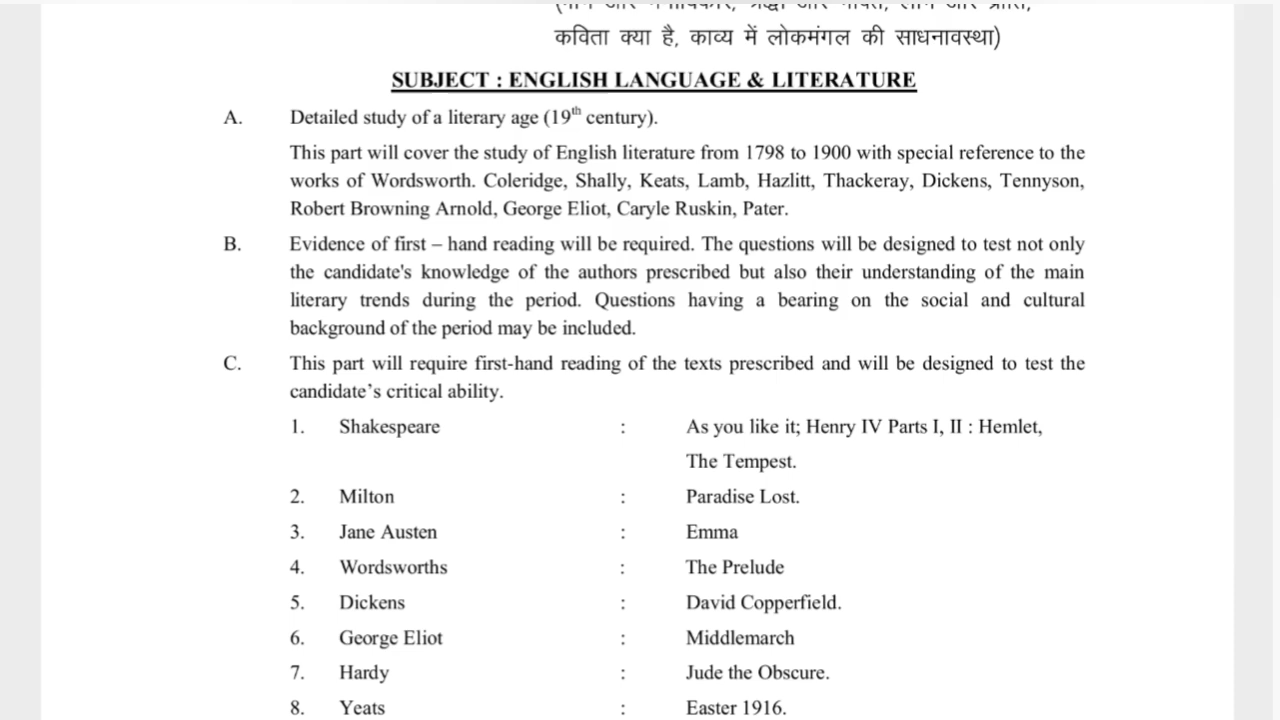 कविता क्या है, काव्य में लोकमंगल की साधनावस्था)
SUBJECT : ENGLISH LANGUAGE & LITERATURE
A. Detailed study of a literary age (19th century).
This part will cover the study of English literature from 1798 to 1900 with special reference to the
works of Wordsworth. Coleridge, Shally, Keats, Lamb, Hazlitt, Thackeray, Dickens, Tennyson,
Robert Browning Arnold, George Eliot, Caryle Ruskin, Pater.
B. Evidence of first – hand reading will be required. The questions will be designed to test not only
the candidate's knowledge of the authors prescribed but also their understanding of the main
literary trends during the period. Questions having a bearing on the social and cultural
background of the period may be included.
C. This part will require first-hand reading of the texts prescribed and will be designed to test the
candidate’s critical ability.
1. Shakespeare : As you like it; Henry IV Parts I, II : Hemlet,
The Tempest.
2. Milton : Paradise Lost.
3. Jane Austen : Emma
4. Wordsworths : The Prelude
5. Dickens : David Copperfield.
6. George Eliot : Middlemarch
7. Hardy : Jude the Obscure.
8. Yeats : Easter 1916.